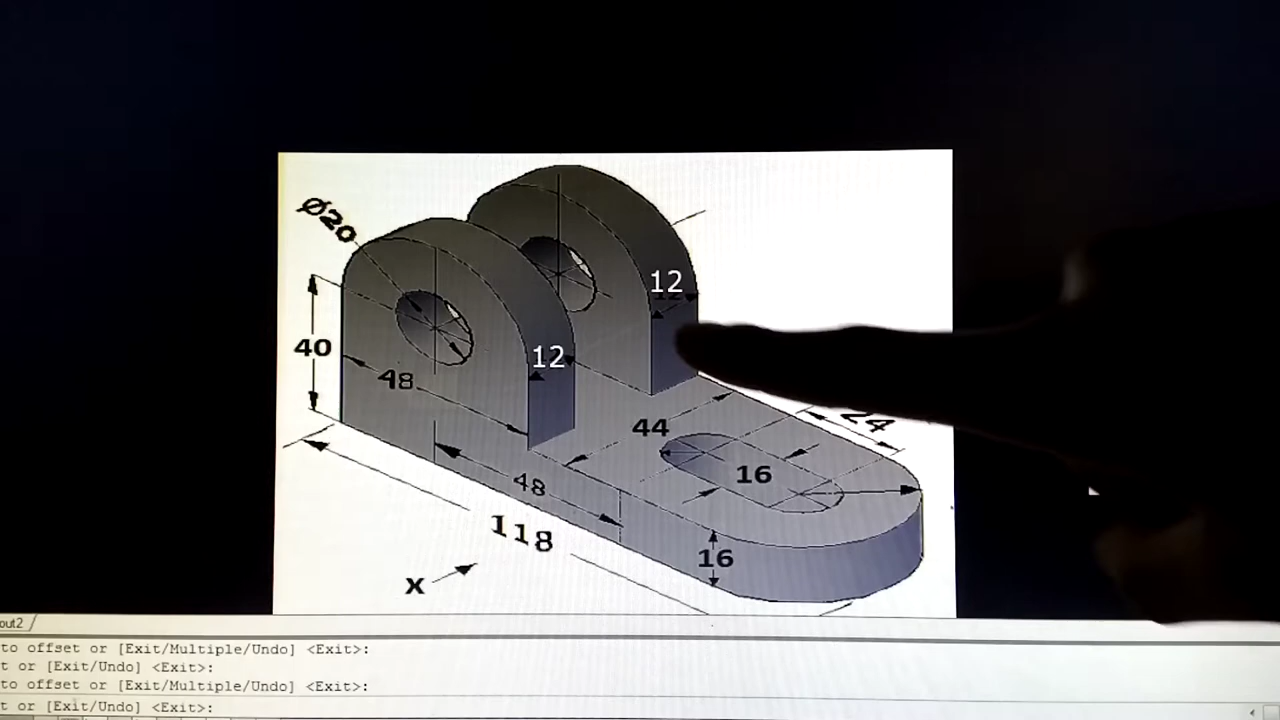 Ø20
12
12
40
48
44
24
16
48
118
16
X
out2
to offset or [Exit/Multiple/Undo] <Exit>:
t or [Exit/Undo] <Exit>:
to offset or [Exit/Multiple/Undo] <Exit>:
t or [Exit/Undo] <Exit>: